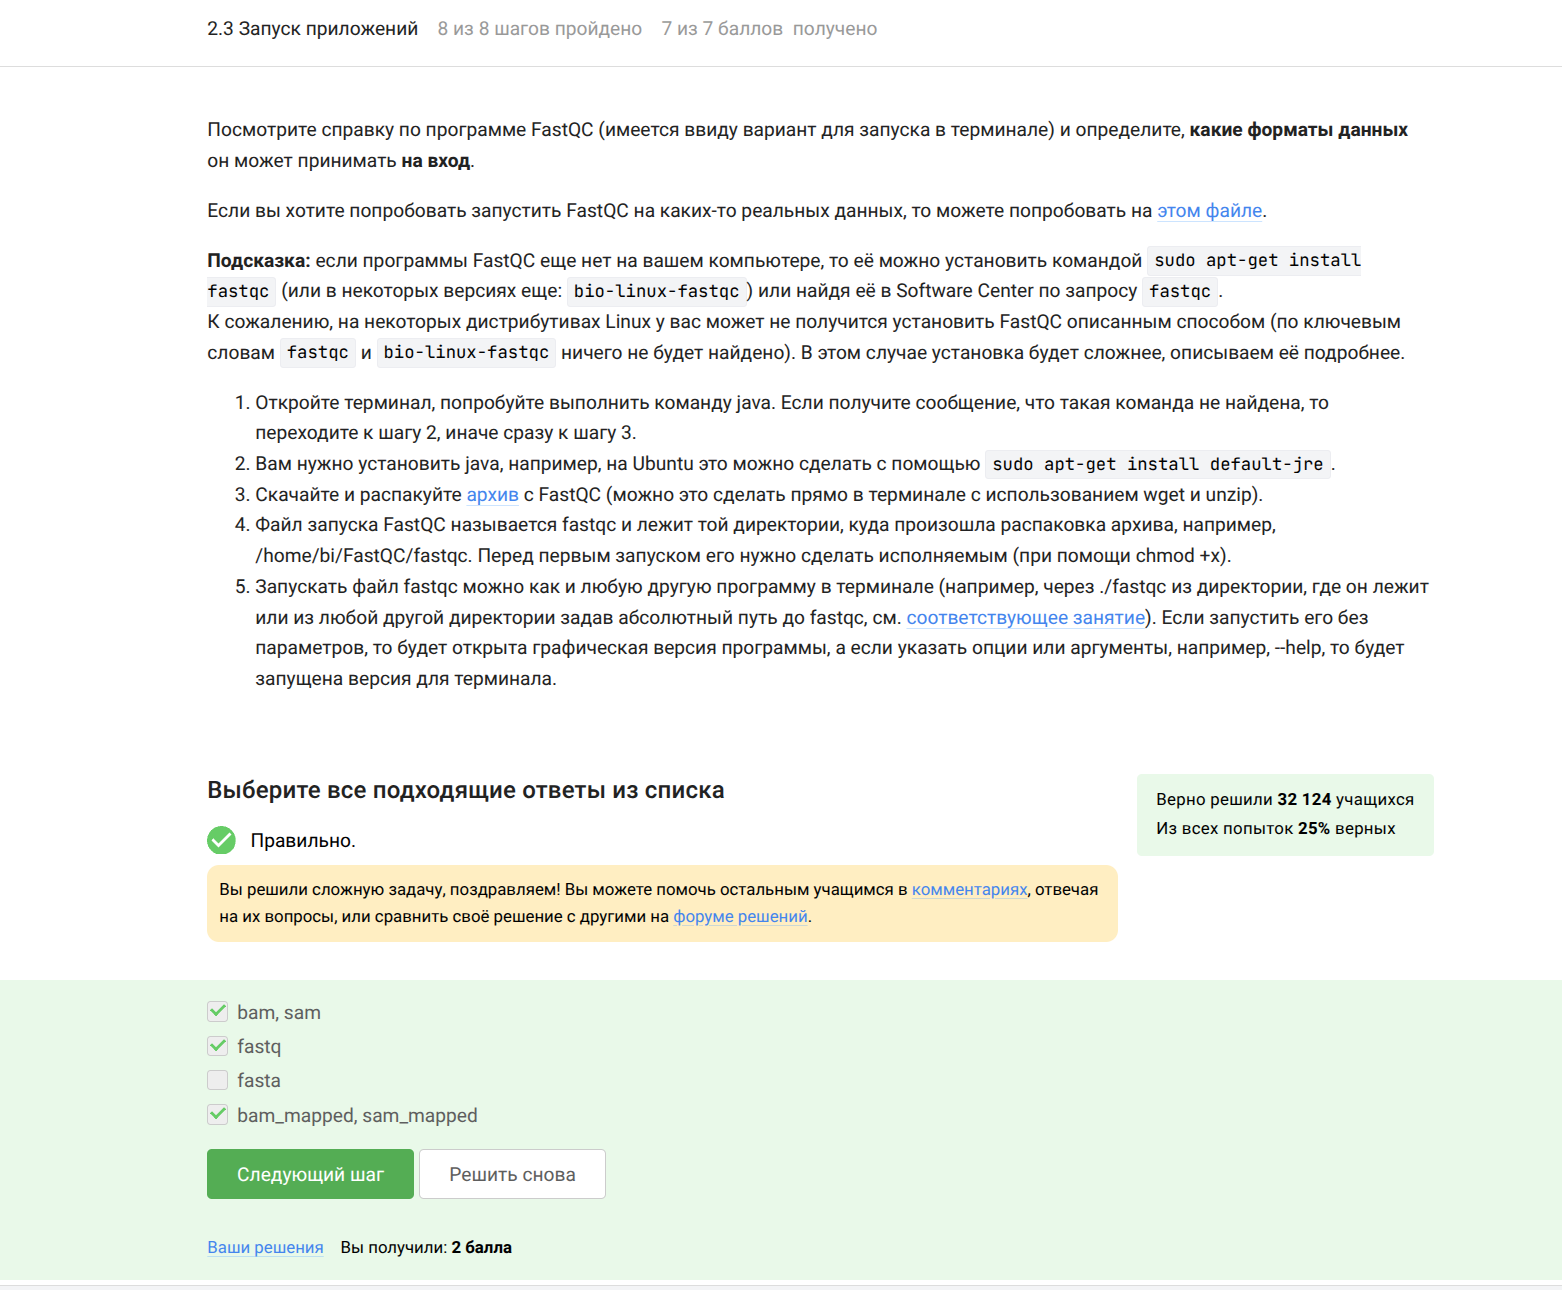 2.3 Запуск приложений 8 из 8 шагов пройдено 7 из 7 баллов получено
Посмотрите справку по программе FastQC (имеется ввиду вариант для запуска в терминале) и определите, какие форматы данных
он может принимать на вход.
Если вы хотите попробовать запустить FastQC на каких-то реальных данных, то можете попробовать на этом файле.
Подсказка: если программы FastQC еще нет на вашем компьютере, то её можно установить командой sudo apt-get install
fastqc (или в некоторых версиях еще: bio-linux-fastqc) или найдя её в Software Center по запросу fastqc.
К сожалению, на некоторых дистрибутивах Linux у вас может не получится установить FastQC описанным способом (по ключевым
словам fastqc и bio-linux-fastqc ничего не будет найдено). В этом случае установка будет сложнее, описываем её подробнее.
1. Откройте терминал, попробуйте выполнить команду java. Если получите сообщение, что такая команда не найдена, то
переходите к шагу 2, иначе сразу к шагу 3.
2. Вам нужно установить java, например, на Ubuntu это можно сделать с помощью sudo apt-get install default-jre.
3. Скачайте и распакуйте архив с FastQC (можно это сделать прямо в терминале с использованием wget и unzip).
4. Файл запуска FastQC называется fastqc и лежит той директории, куда произошла распаковка архива, например,
/home/bi/FastQC/fastqc. Перед первым запуском его нужно сделать исполняемым (при помощи chmod +x).
5. Запускать файл fastqc можно как и любую другую программу в терминале (например, через ./fastqc из директории, где он лежит
или из любой другой директории задав абсолютный путь до fastqc, см. соответствующее занятие). Если запустить его без
параметров, то будет открыта графическая версия программы, а если указать опции или аргументы, например, --help, то будет
запущена версия для терминала.
Выберите все подходящие ответы из списка
Верно решили 32 124 учащихся
Из всех попыток 25% верных
Правильно.
Вы решили сложную задачу, поздравляем! Вы можете помочь остальным учащимся в комментариях, отвечая
на их вопросы, или сравнить своё решение с другими на форуме решений.
bam, sam
fastq
fasta
bam_mapped, sam_mapped
Следующий шаг Решить снова
Ваши решения Вы получили: 2 балла